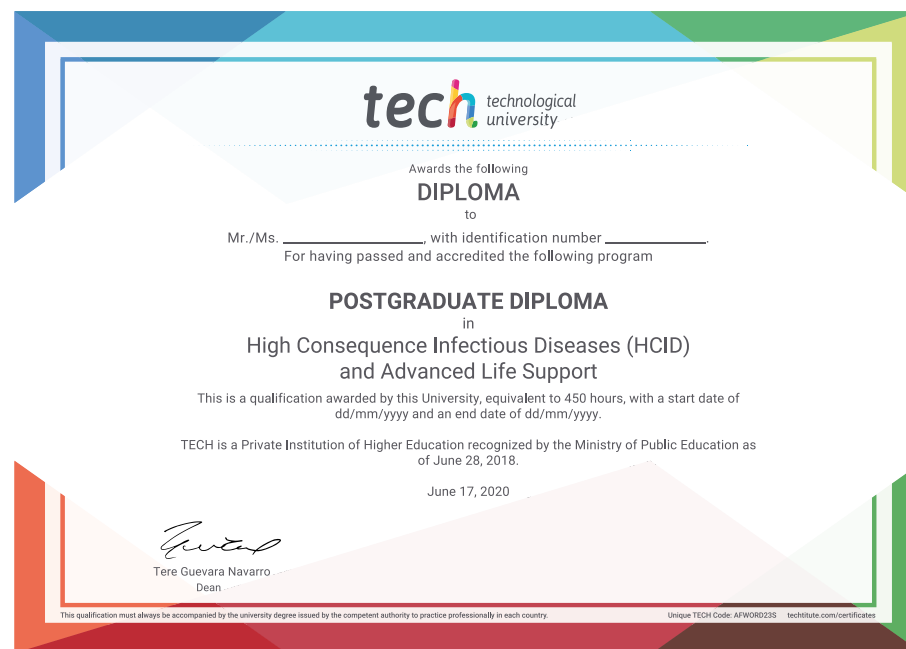 tech technological
university
Awards the following
DIPLOMA
to
Mr./Ms. ____________, with identification number ____________.
For having passed and accredited the following program
POSTGRADUATE DIPLOMA
in
High Consequence Infectious Diseases (HCID)
and Advanced Life Support
This is a qualification awarded by this University, equivalent to 450 hours, with a start date of
dd/mm/yyyy and an end date of dd/mm/yyyy.
TECH is a Private Institution of Higher Education recognized by the Ministry of Public Education as
of June 28, 2018.
June 17, 2020
Tere Guevara Navarro
Dean
This qualification must always be accompanied by the university degree issued by the competent authority to practice professionally in each country.
Unique TECH Code: AFWORD23S techtitute.com/certificates